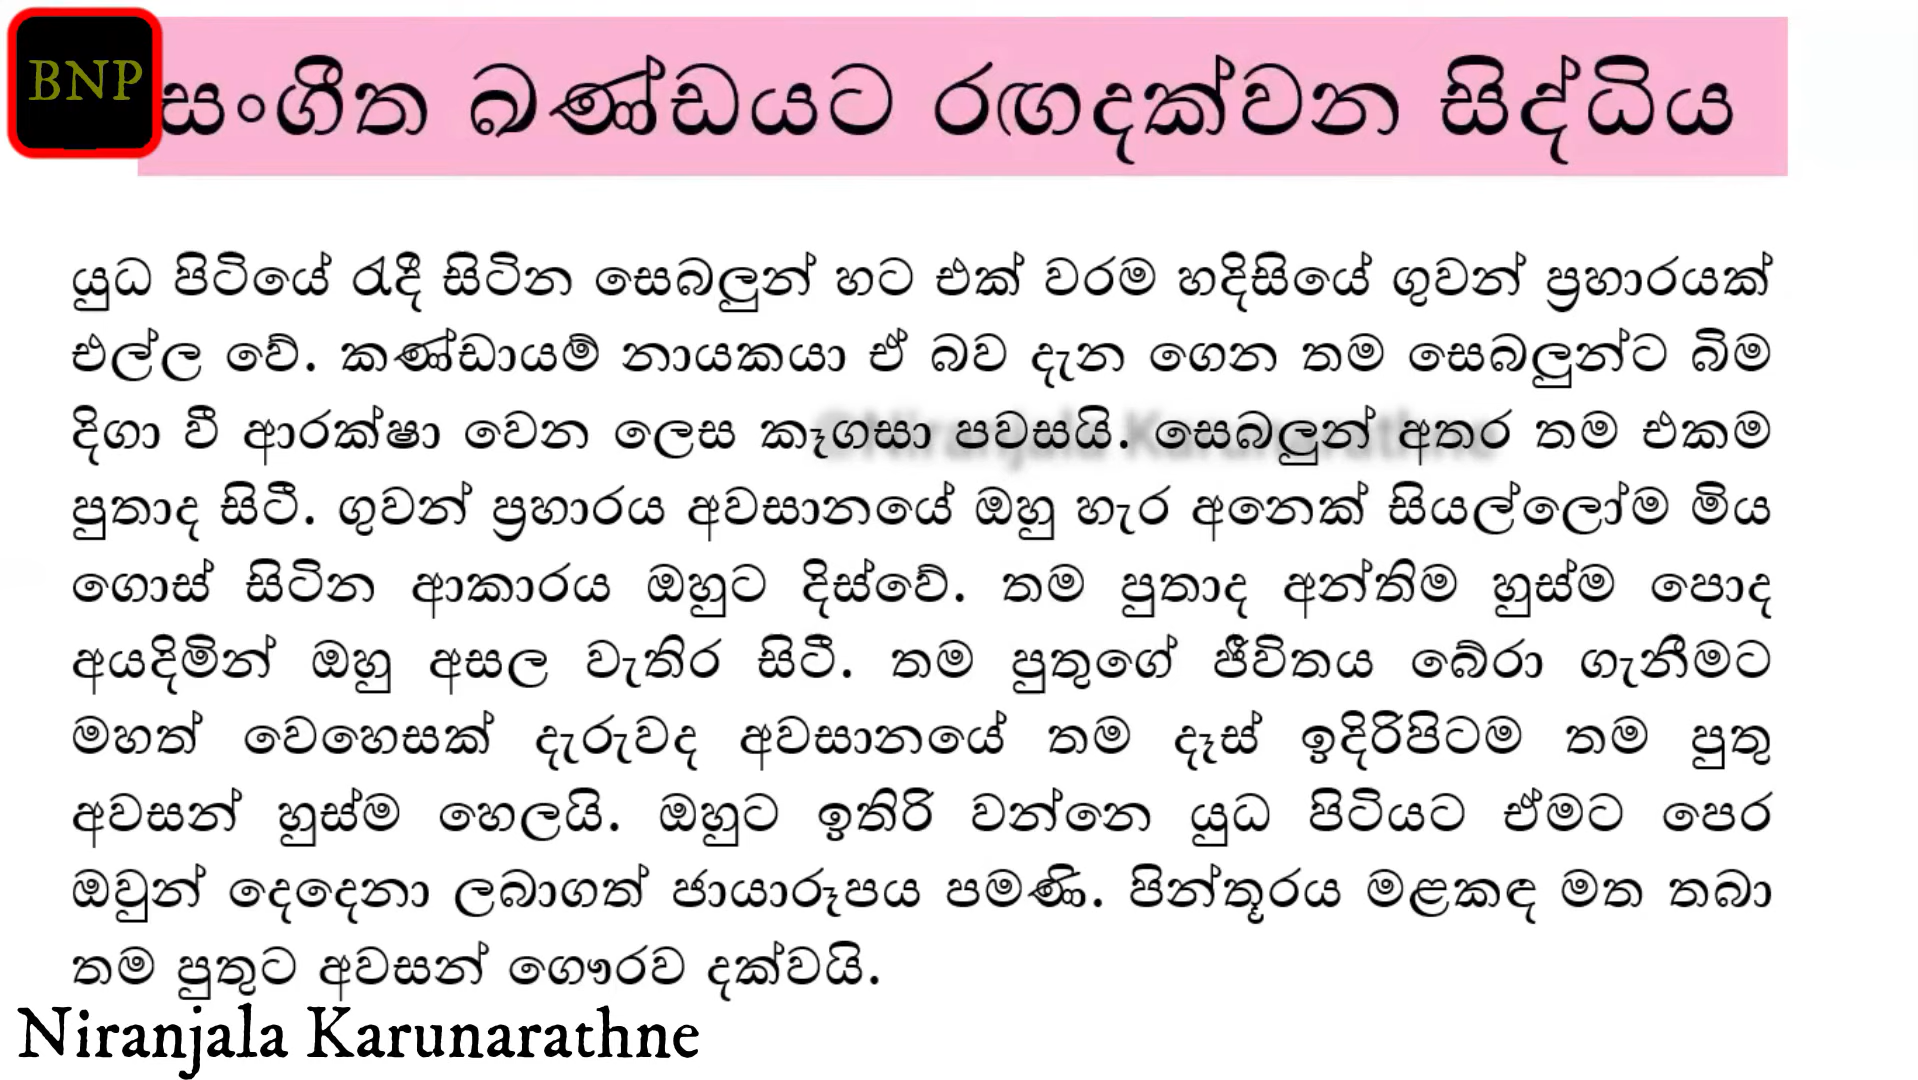 BNP
සංගීත ඛණ්ඩයට රඟදක්වන සිද්ධිය
යුධ පිටියේ රැදී සිටින සෙබලුන් හට එක් වරම හදිසියේ ගුවන් ප්‍රහාරයක්
එල්ල වේ. කණ්ඩායම් නායකයා ඒ බව දැන ගෙන තම සෙබලුන්ට බිම
දිගා වී ආරක්ෂා වෙන ලෙස කෑගසා පවසයි. සෙබලුන් අතර තම එකම
පුතාද සිටී. ගුවන් ප්‍රහාරය අවසානයේ ඔහු හැර අනෙක් සියල්ලෝම මිය
ගොස් සිටින ආකාරය ඔහුට දිස්වේ. තම පුතාද අන්තිම හුස්ම පොද
අයදිමින් ඔහු අසල වැතිර සිටී. තම පුතුගේ ජීවිතය බේරා ගැනීමට
මහත් වෙහෙසක් දැරුවද අවසානයේ තම දෑස් ඉදිරිපිටම තම පුතු
අවසන් හුස්ම හෙලයි. ඔහුට ඉතිරි වන්නෙ යුධ පිටියට ඒමට පෙර
ඔවුන් දෙදෙනා ලබාගත් ඡායාරූපය පමණි. පින්තූරය මළකඳ මත තබා
තම පුතුට අවසන් ගෞරව දක්වයි.
Niranjala Karunarathne